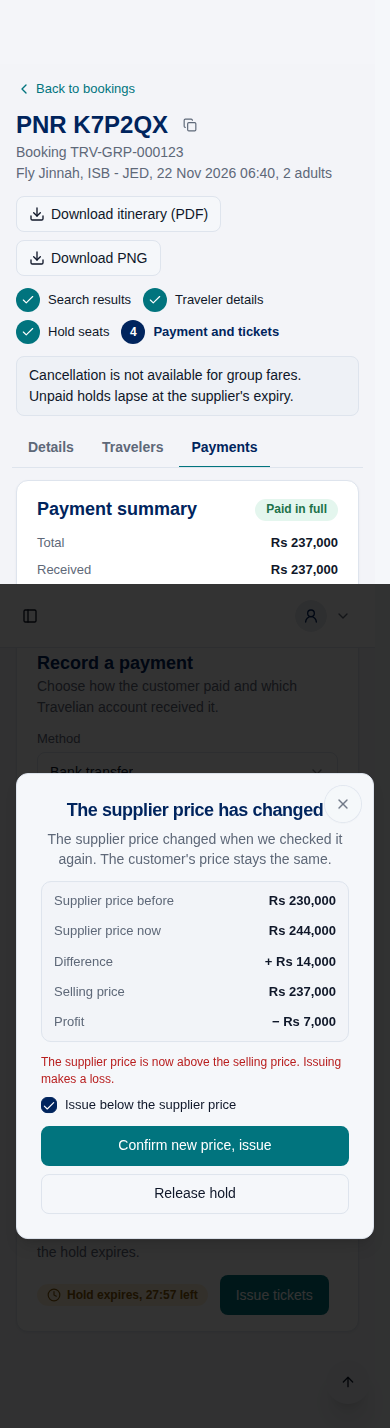 Back to bookings
PNR K7P2QX
Booking TRV-GRP-000123
Fly Jinnah, ISB - JED, 22 Nov 2026 06:40, 2 adults
Download itinerary (PDF)
Download PNG
Search results Traveler details
Hold seats 4 Payment and tickets
Cancellation is not available for group fares.
Unpaid holds lapse at the supplier's expiry.
Details Travelers Payments
Payment summary Paid in full
Total Rs 237,000
Received Rs 237,000
Record a payment
Choose how the customer paid and which
Travelian account received it.
Method
Bank transfer
The supplier price has changed
The supplier price changed when we checked it
again. The customer's price stays the same.
Supplier price before Rs 230,000
Supplier price now Rs 244,000
Difference + Rs 14,000
Selling price Rs 237,000
Profit − Rs 7,000
The supplier price is now above the selling price. Issuing
makes a loss.
Issue below the supplier price
Confirm new price, issue
Release hold
the hold expires.
Hold expires, 27:57 left Issue tickets